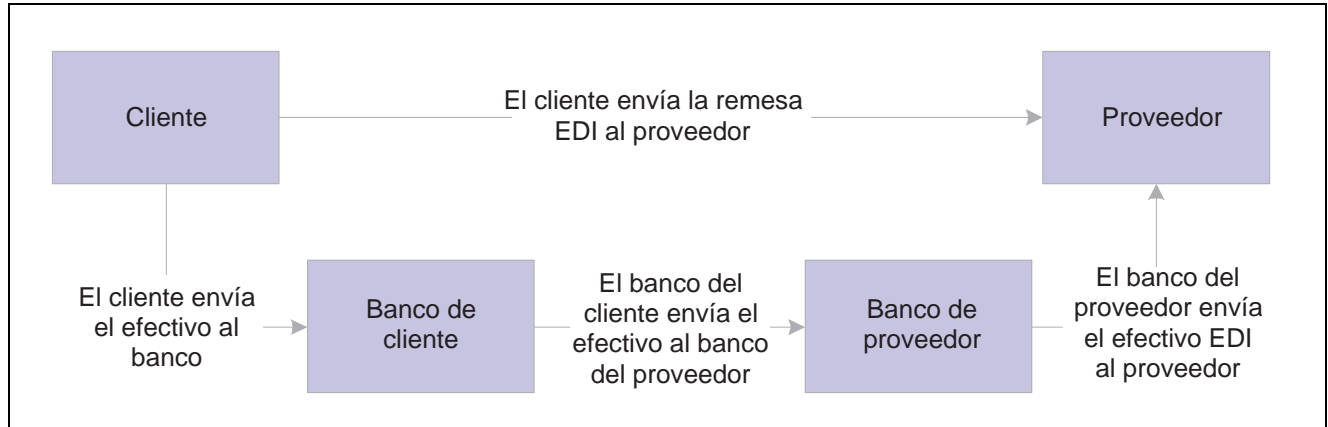 Cliente
El cliente envía la remesa
EDI al proveedor
Proveedor
El cliente envía
el efectivo al
banco
Banco de
cliente
El banco del
cliente envía el
efectivo al banco
del proveedor
Banco de
proveedor
El banco del
proveedor envía
el efectivo EDI
al proveedor